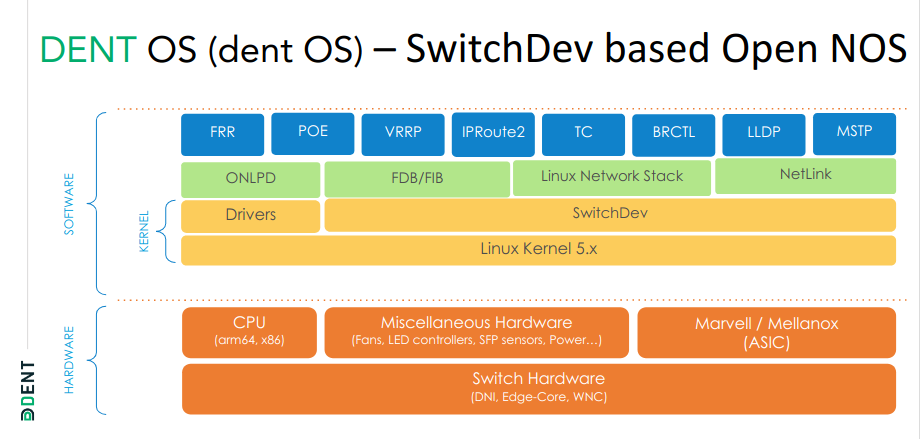 DENT OS (dent OS) – SwitchDev based Open NOS
SOFTWARE
FRR
POE
VRRP
IPRoute2
TC
BRCTL
LLDP
MSTP
ONLPD
FDB/FIB
Linux Network Stack
NetLink
KERNEL
Drivers
SwitchDev
Linux Kernel 5.x
HARDWARE
CPU
(arm64, x86)
Miscellaneous Hardware
(Fans, LED controllers, SFP sensors, Power…)
Marvell / Mellanox
(ASIC)
Switch Hardware
(DNI, Edge-Core, WNC)
DENT